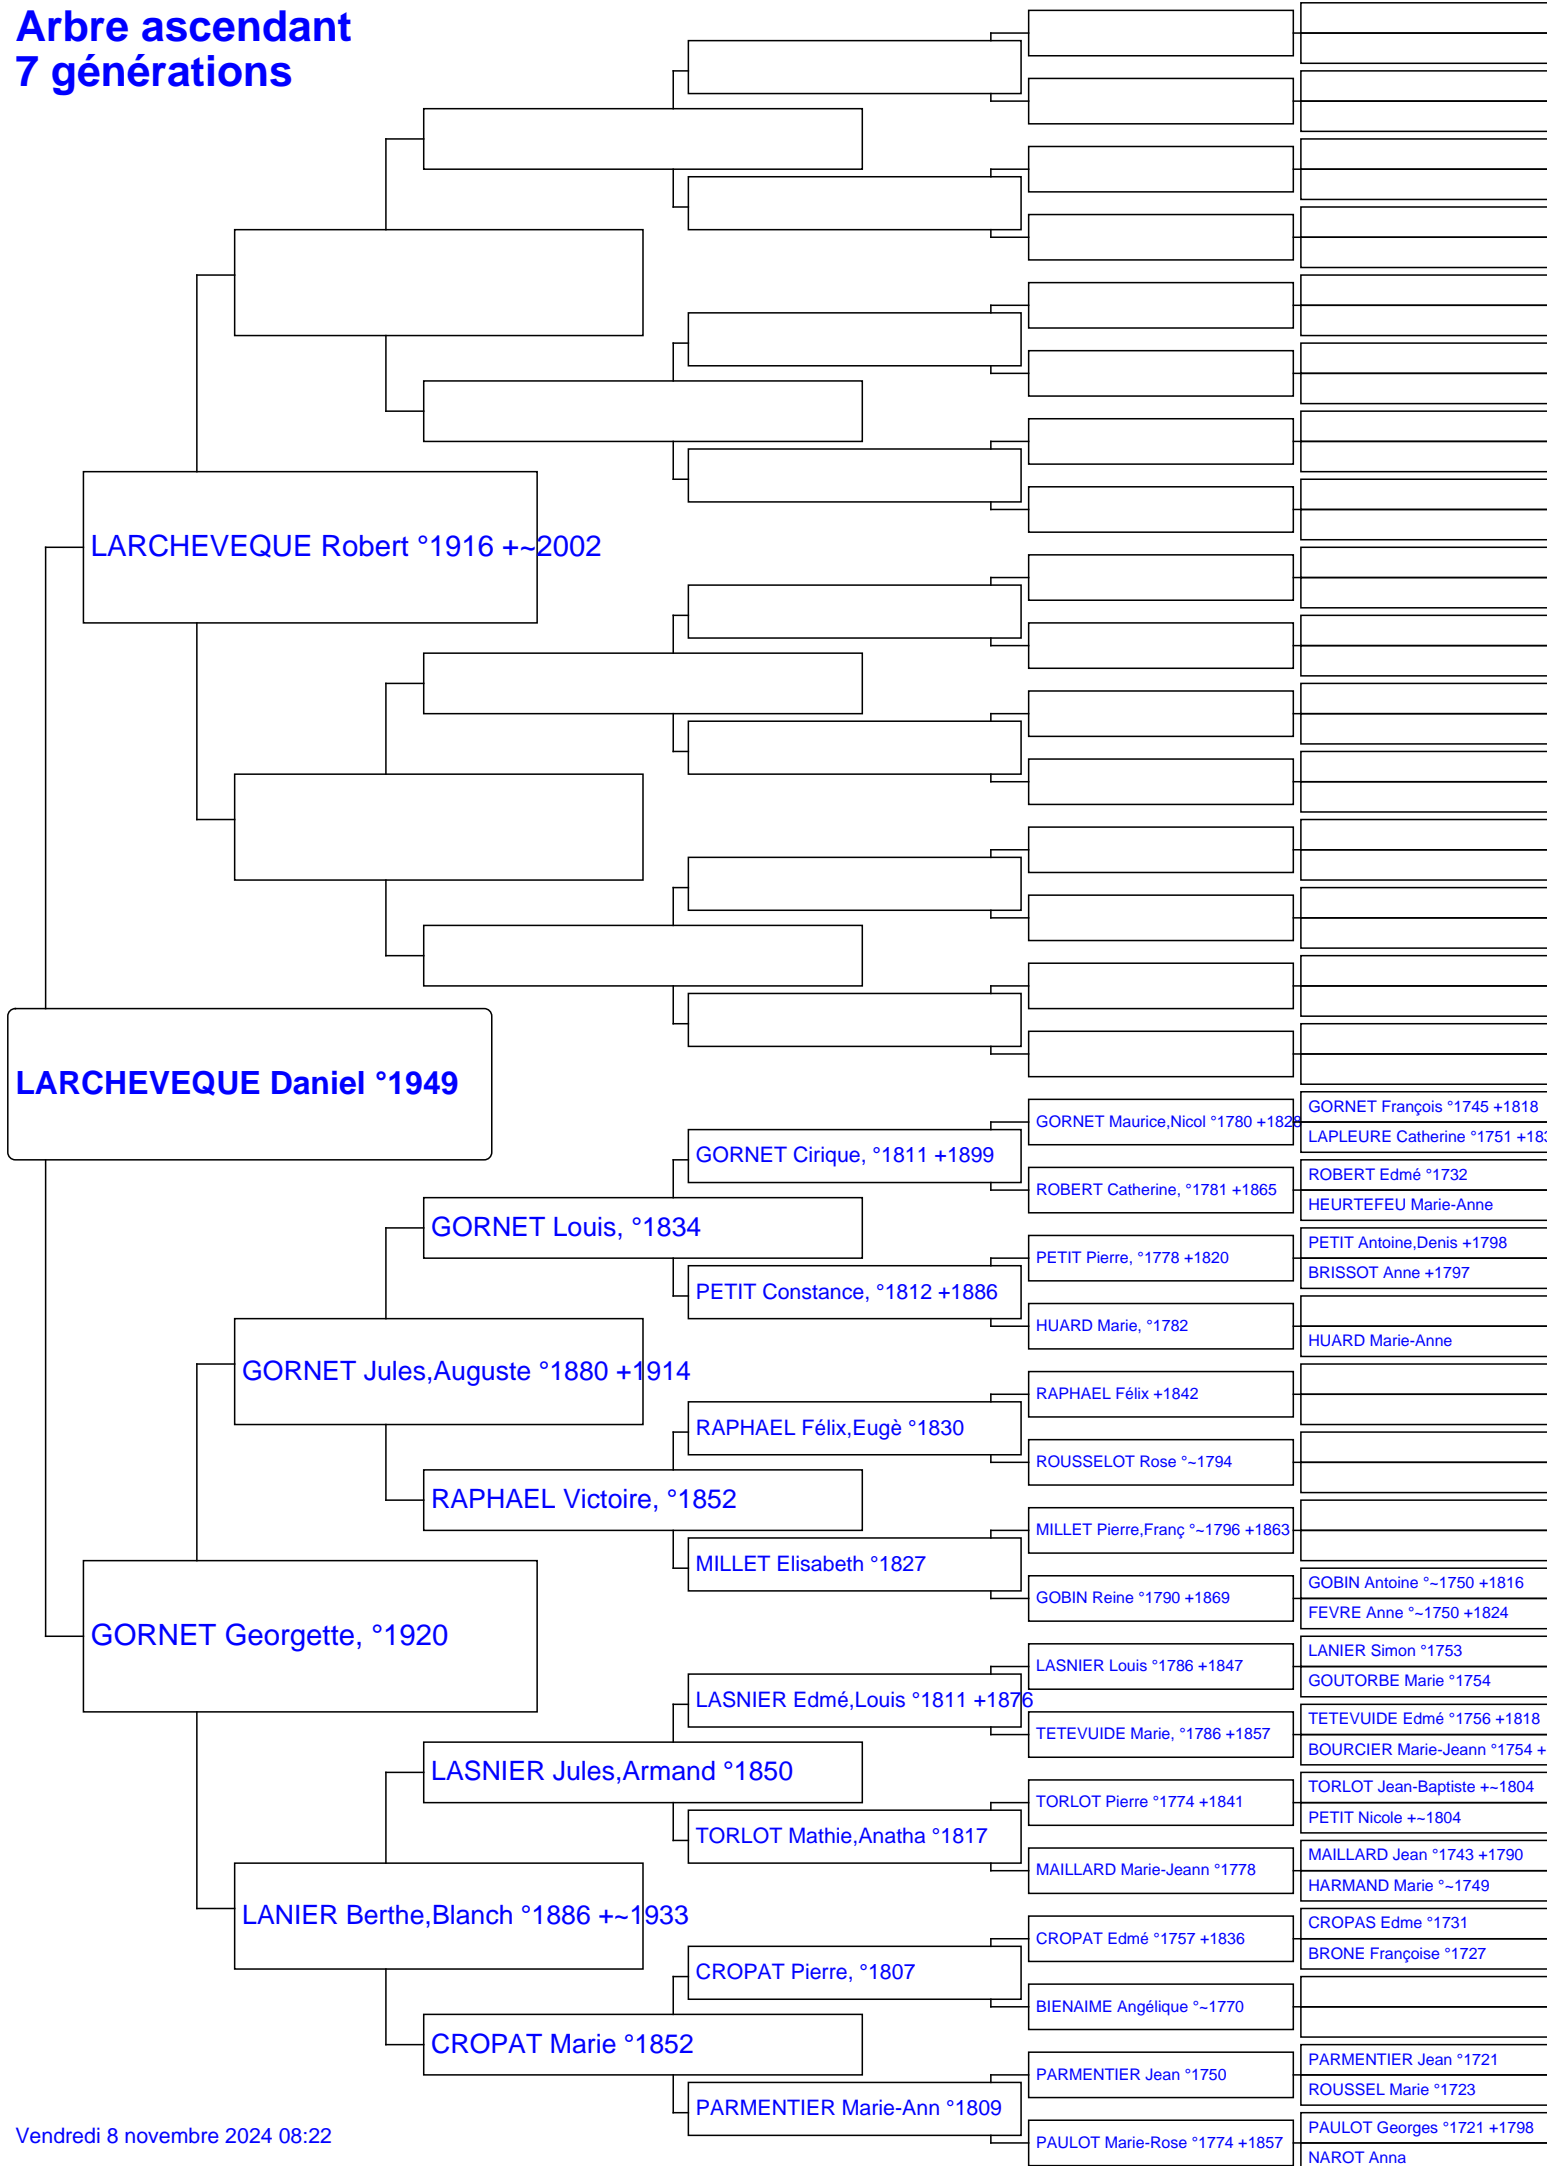 Arbre ascendant
7 générations
LARCHEVEQUE Robert °1916 +~2002
LARCHEVEQUE Daniel °1949
GORNET François °1745 +1818
GORNET Maurice,Nicol °1780 +1828
LAPLEURE Catherine °1751 +183
GORNET Cirique, °1811 +1899
ROBERT Edmé °1732
ROBERT Catherine, °1781 +1865
HEURTEFEU Marie-Anne
GORNET Louis, °1834
PETIT Antoine,Denis +1798
PETIT Pierre, °1778 +1820
BRISSOT Anne +1797
PETIT Constance, °1812 +1886
HUARD Marie, °1782
HUARD Marie-Anne
GORNET Jules,Auguste °1880 +1914
RAPHAEL Félix +1842
RAPHAEL Félix,Eugè °1830
ROUSSELOT Rose °~1794
RAPHAEL Victoire, °1852
MILLET Pierre,Franç °~1796 +1863
MILLET Elisabeth °1827
GOBIN Antoine °~1750 +1816
GOBIN Reine °1790 +1869
FEVRE Anne °~1750 +1824
GORNET Georgette, °1920
LANIER Simon °1753
LASNIER Louis °1786 +1847
GOUTORBE Marie °1754
LASNIER Edmé,Louis °1811 +1876
TETEVUIDE Edmé °1756 +1818
TETEVUIDE Marie, °1786 +1857
BOURCIER Marie-Jeann °1754 +
LASNIER Jules,Armand °1850
TORLOT Jean-Baptiste +~1804
TORLOT Pierre °1774 +1841
PETIT Nicole +~1804
TORLOT Mathie,Anatha °1817
MAILLARD Jean °1743 +1790
MAILLARD Marie-Jeann °1778
HARMAND Marie °~1749
LANIER Berthe,Blanch °1886 +~1933
CROPAS Edme °1731
CROPAT Edmé °1757 +1836
BRONE Françoise °1727
CROPAT Pierre, °1807
BIENAIME Angélique °~1770
CROPAT Marie °1852
PARMENTIER Jean °1721
PARMENTIER Jean °1750
ROUSSEL Marie °1723
PARMENTIER Marie-Ann °1809
PAULOT Georges °1721 +1798
PAULOT Marie-Rose °1774 +1857
NAROT Anna
Vendredi 8 novembre 2024 08:22